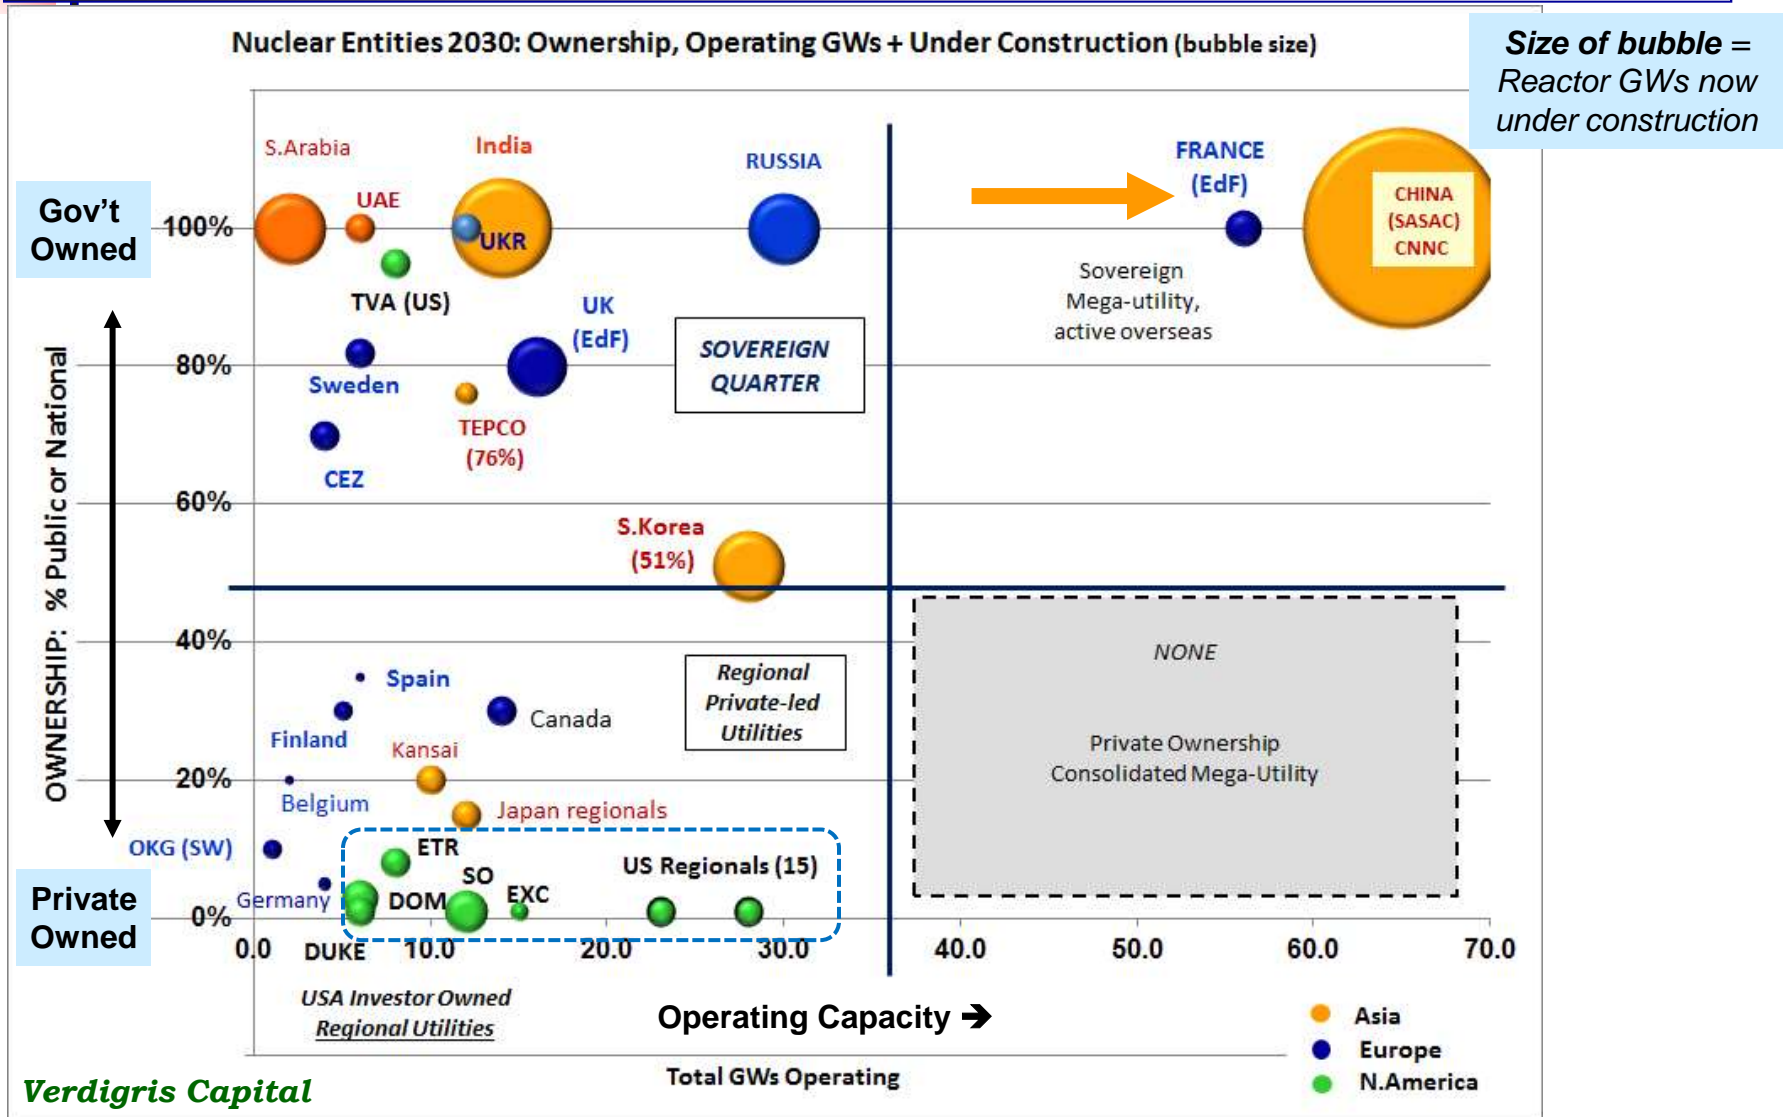 Nuclear Entities 2030: Ownership, Operating GWs + Under Construction (bubble size)
Size of bubble =
Reactor GWs now
under construction
Gov't
Owned
OWNERSHIP: % Public or National
Private
Owned
100%
80%
60%
40%
20%
0%
S.Arabia
UAE
India
UKR
TVA (US)
RUSSIA
FRANCE
(EdF)
CHINA
(SASAC)
CNNC
Sovereign
Mega-utility,
active overseas
UK
(EdF)
SOVEREIGN
QUARTER
Sweden
TEPCO
(76%)
CEZ
S.Korea
(51%)
Spain
Finland
Canada
Regional
Private-led
Utilities
Kansai
Belgium
Japan regionals
OKG (SW)
Germany
ETR
DOM
SO
EXC
US Regionals (15)
DUKE
NONE
Private Ownership
Consolidated Mega-Utility
0.0
10.0
20.0
30.0
40.0
50.0
60.0
70.0
USA Investor Owned
Regional Utilities
Operating Capacity ➔
Total GWs Operating
Asia
Europe
N.America
Verdigris Capital